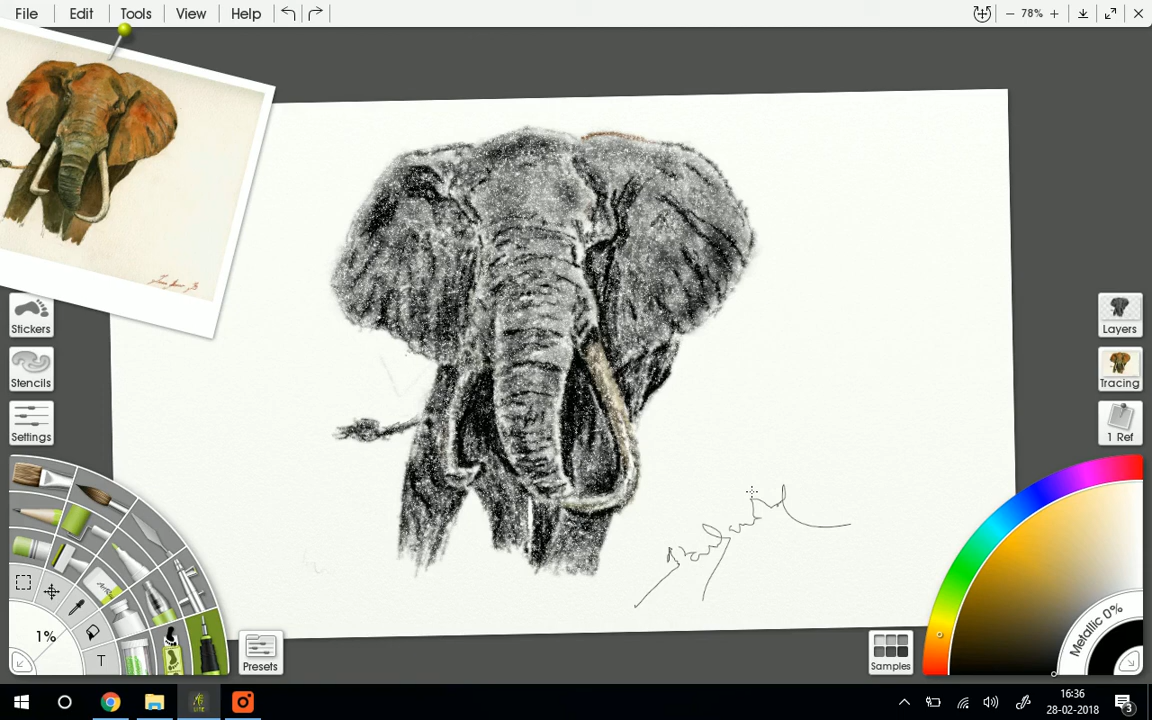 File Edit Tools View Help
78%
Stickers
Stencils
Settings
Layers
Tracing
1 Ref
1%
T
Presets
Samples
Metallic 0%
16:36
28-02-2018
3